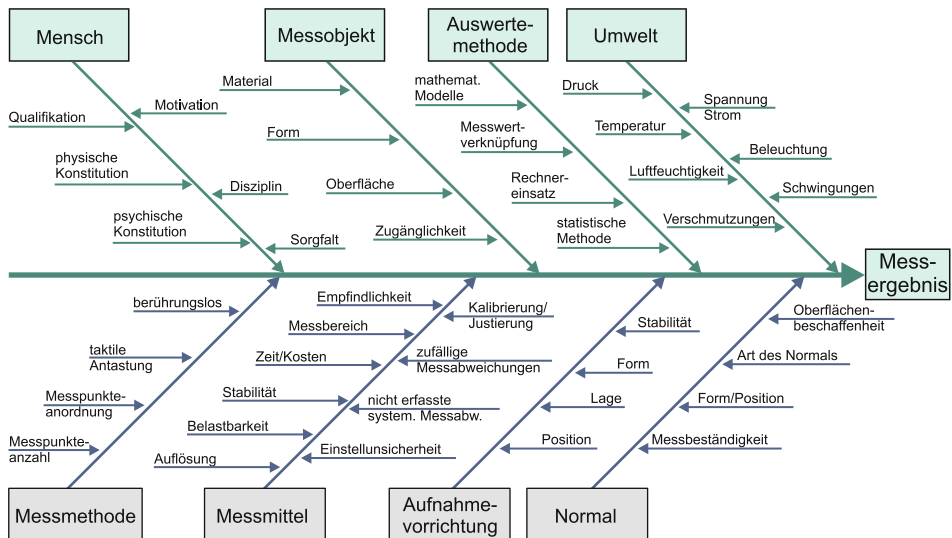 Mensch
Messobjekt
Auswerte-
methode
Umwelt
Motivation
Qualifikation
physische
Konstitution
Disziplin
psychische
Konstitution
Sorgfalt
Material
Form
Oberfläche
Zugänglichkeit
mathemat.
Modelle
Messwert-
verknüpfung
Rechner-
einsatz
statistische
Methode
Druck
Spannung
Strom
Temperatur
Beleuchtung
Luftfeuchtigkeit
Schwingungen
Verschmutzungen
Mess-
ergebnis
berührungslos
taktile
Antastung
Messpunkte-
anordnung
Messpunkte-
anzahl
Empfindlichkeit
Kalibrierung/
Justierung
Messbereich
zufällige
Messabweichungen
Zeit/Kosten
Stabilität
nicht erfasste
system. Messabw.
Belastbarkeit
Einstellunsicherheit
Auflösung
Stabilität
Form
Lage
Position
Oberflächen-
beschaffenheit
Art des Normals
Form/Position
Messbeständigkeit
Messmethode
Messmittel
Aufnahme-
vorrichtung
Normal